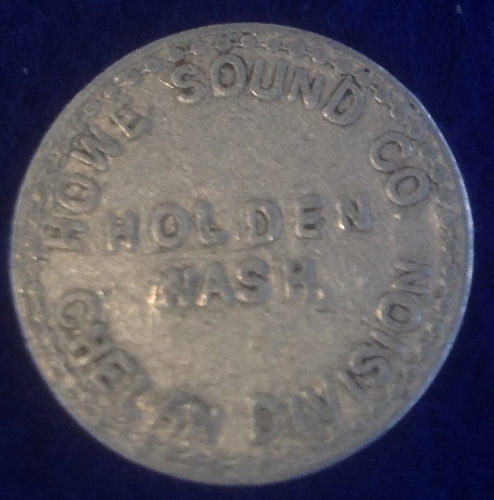 HOWE SOUND CO
HOLDEN
WASH.
CHELAN DIVISION